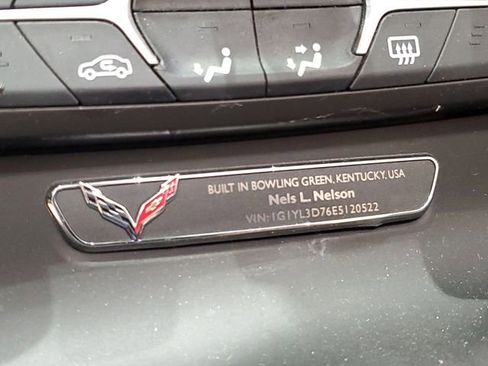 BUILT IN BOWLING GREEN, KENTUCKY, USA
Nels L. Nelson
VIN: 1G1YL3D76E5120522